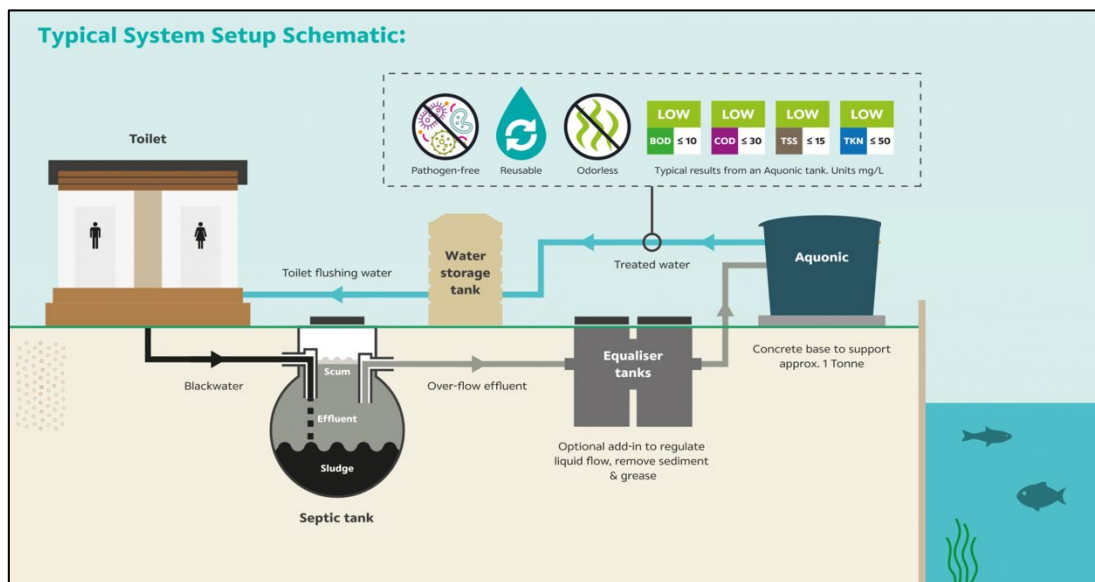 Typical System Setup Schematic:
LOW
LOW
LOW
LOW
BOD ≤ 10
COD ≤ 30
TSS ≤ 15
TKN ≤ 50
Pathogen-free
Reusable
Odorless
Typical results from an Aquonic tank. Units mg/L
Toilet
Toilet flushing water
Water
storage
tank
Treated water
Aquonic
Blackwater
Scum
Effluent
Sludge
Septic tank
Over-flow effluent
Equaliser
tanks
Optional add-in to regulate
liquid flow, remove sediment
& grease
Concrete base to support
approx. 1 Tonne